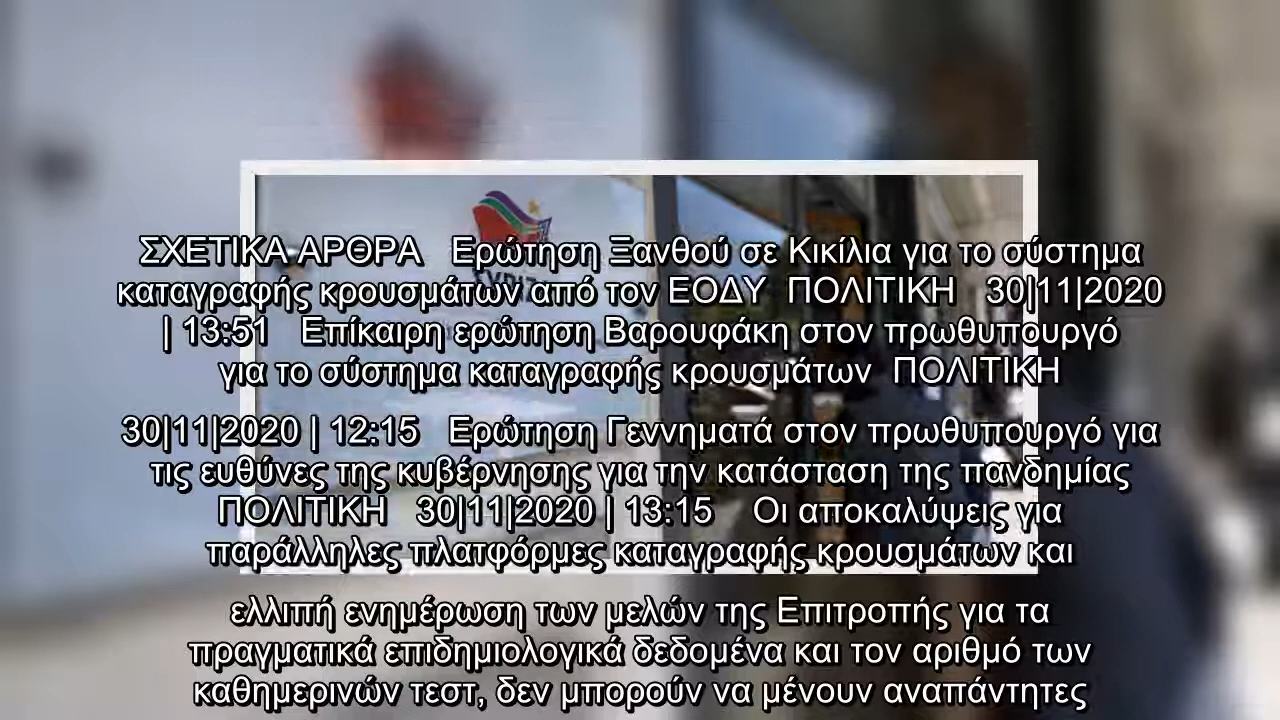 ΣΧΕΤΙΚΑ ΑΡΘΡΑ Ερώτηση Ξανθού σε Κικίλια για το σύστημα
καταγραφής κρουσμάτων από τον ΕΟΔΥ ΠΟΛΙΤΙΚΗ 30|11|2020
| 13:51 Επίκαιρη ερώτηση Βαρουφάκη στον πρωθυπουργό
για το σύστημα καταγραφής κρουσμάτων ΠΟΛΙΤΙΚΗ
30|11|2020 | 12:15 Ερώτηση Γεννηματά στον πρωθυπουργό για
τις ευθύνες της κυβέρνησης για την κατάσταση της πανδημίας
ΠΟΛΙΤΙΚΗ 30|11|2020 | 13:15 Οι αποκαλύψεις για
παράλληλες πλατφόρμες καταγραφής κρουσμάτων και
ελλιπή ενημέρωση των μελών της Επιτροπής για τα
πραγματικά επιδημιολογικά δεδομένα και τον αριθμό των
καθημερινών τεστ, δεν μπορούν να μένουν αναπάντητες